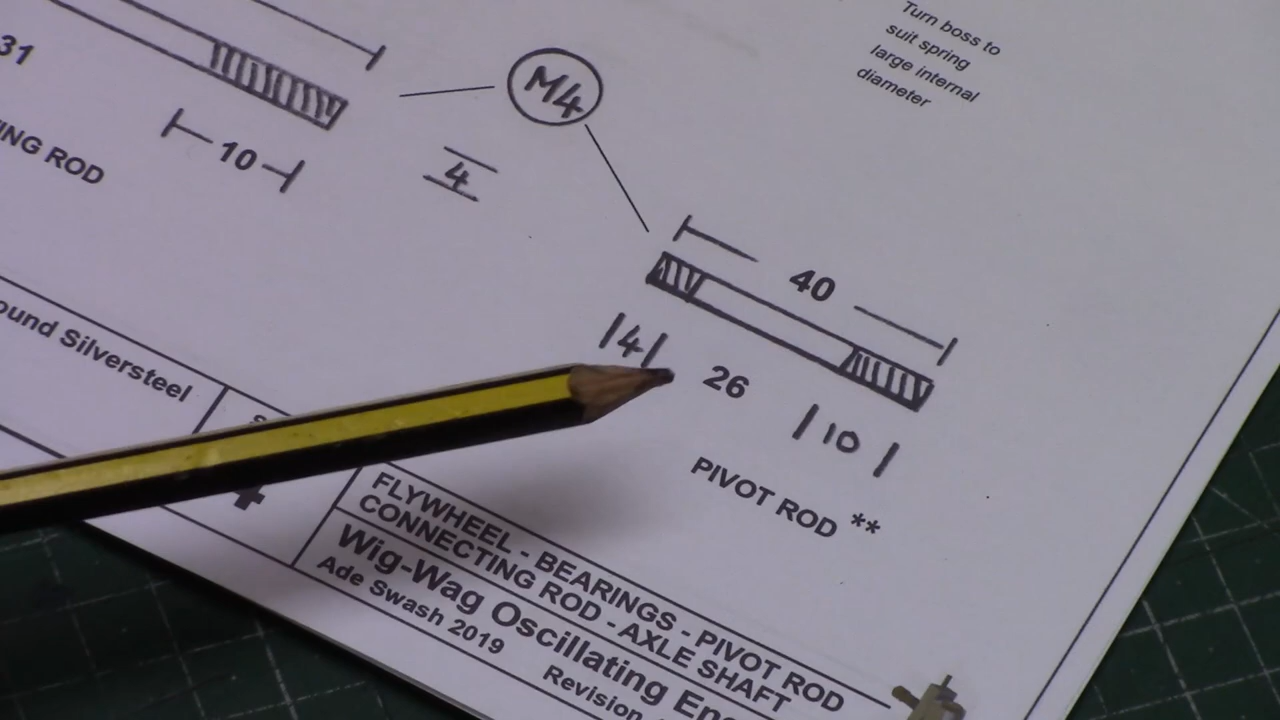 Turn boss to
suit spring
large internal
diameter
31
M4
10
ING ROD
4
40
4
26
10
PIVOT ROD **
ound Silversteel
FLYWHEEL - BEARINGS - PIVOT ROD
CONNECTING ROD - AXLE SHAFT
Wig-Wag Oscillating Eng
Ade Swash 2019
Revision